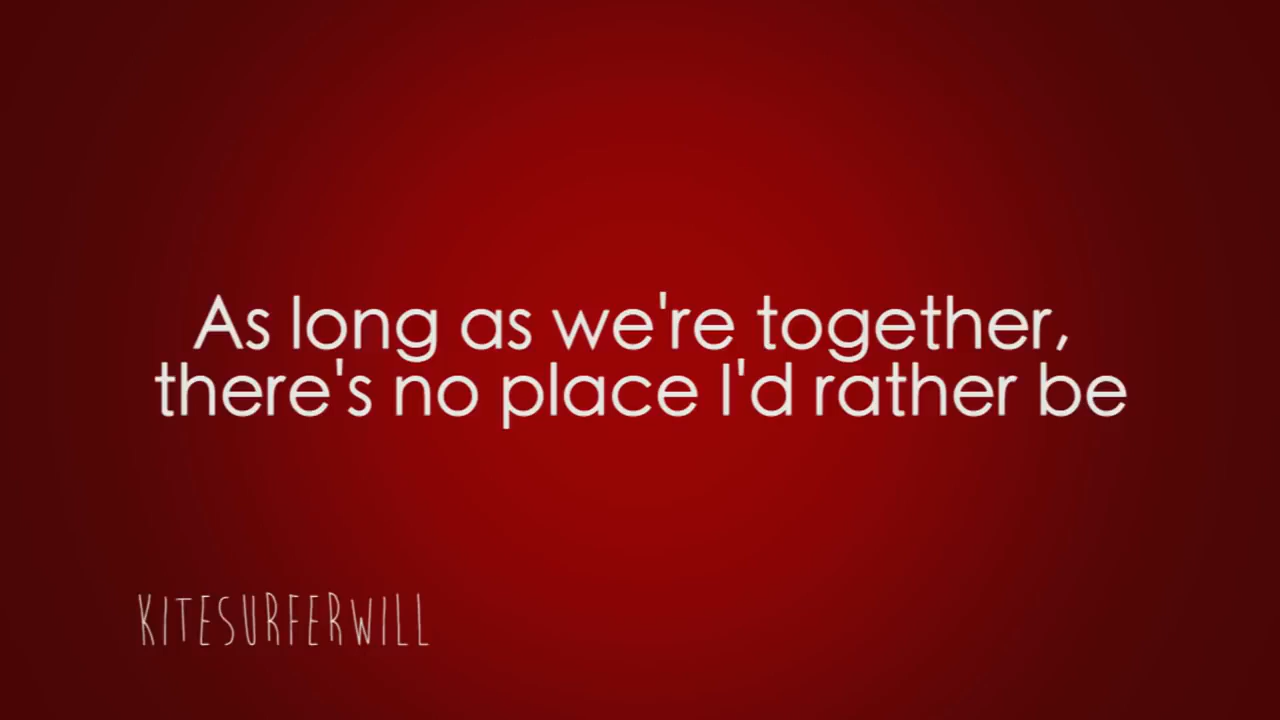 As long as we're together,
there's no place I'd rather be
KITESURFERWILL